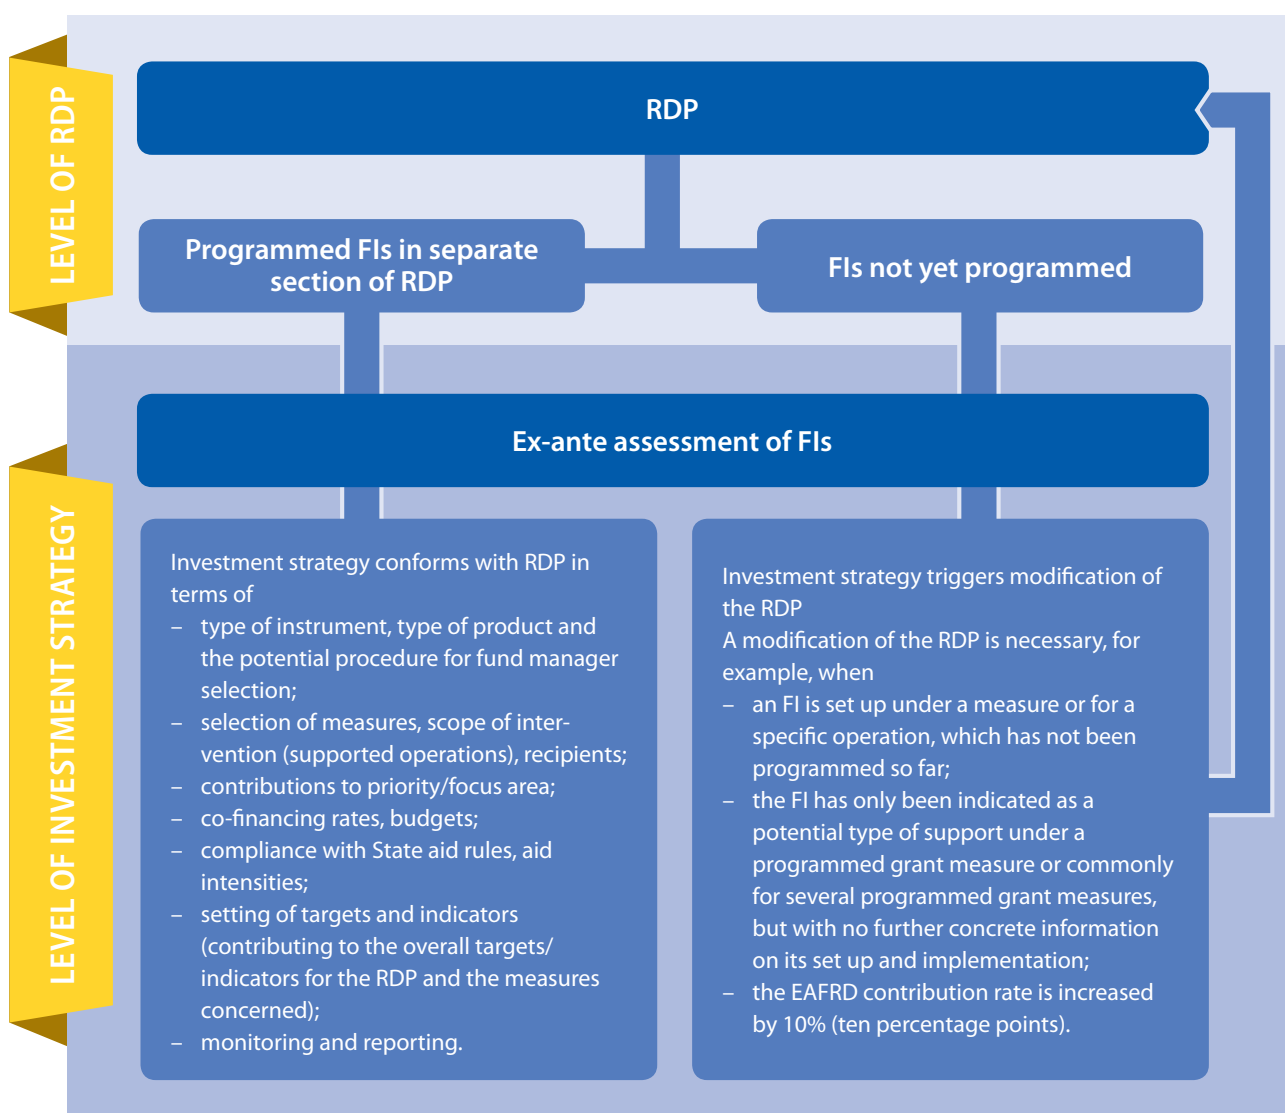 LEVEL OF RDP
RDP
Programmed FIs in separate
section of RDP
FIs not yet programmed
LEVEL OF INVESTMENT STRATEGY
Ex-ante assessment of FIs
Investment strategy conforms with RDP in
terms of
– type of instrument, type of product and
the potential procedure for fund manager
selection;
– selection of measures, scope of inter-
vention (supported operations), recipients;
– contributions to priority/focus area;
– co-financing rates, budgets;
– compliance with State aid rules, aid
intensities;
– setting of targets and indicators
(contributing to the overall targets/
indicators for the RDP and the measures
concerned);
– monitoring and reporting.
Investment strategy triggers modification of
the RDP
A modification of the RDP is necessary, for
example, when
– an FI is set up under a measure or for a
specific operation, which has not been
programmed so far;
– the FI has only been indicated as a
potential type of support under a
programmed grant measure or commonly
for several programmed grant measures,
but with no further concrete information
on its set up and implementation;
– the EAFRD contribution rate is increased
by 10% (ten percentage points).